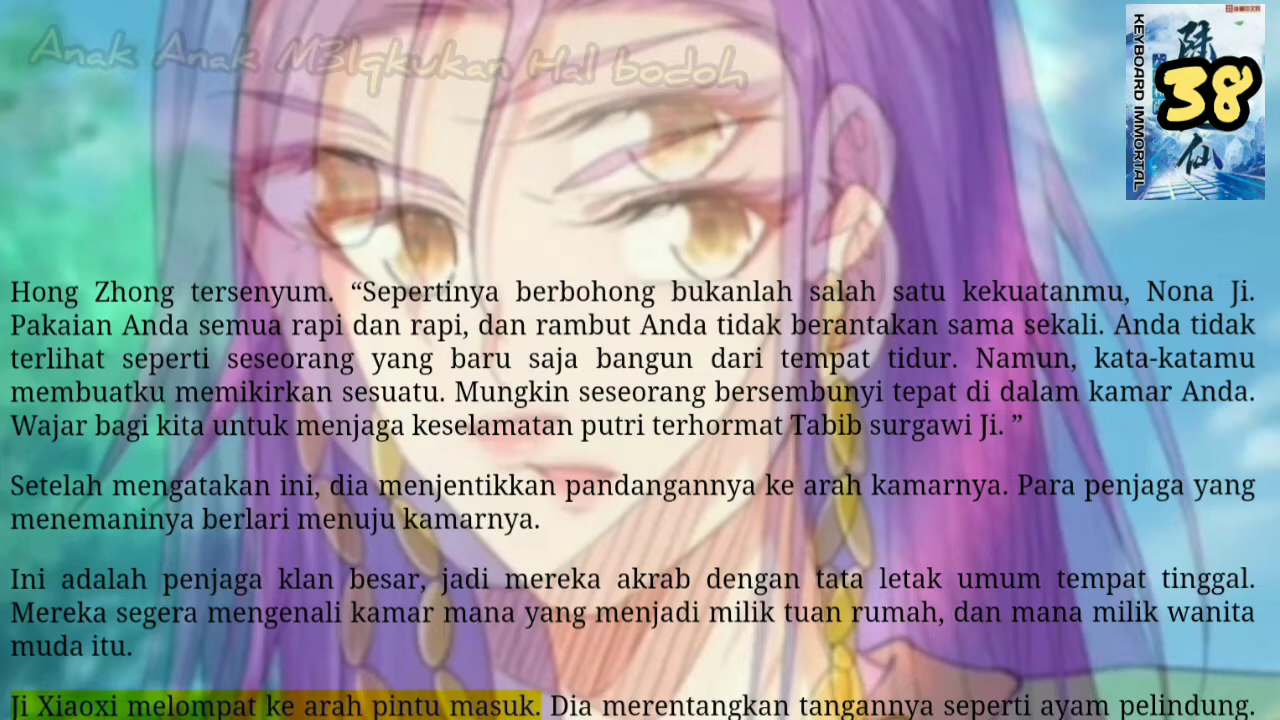 Anak Anak M3lqkukan Hal bodoh
KEYBOARD IMMORTAL
38
仙
Hong Zhong tersenyum. “Sepertinya berbohong bukanlah salah satu kekuatanmu, Nona Ji.
Pakaian Anda semua rapi dan rapi, dan rambut Anda tidak berantakan sama sekali. Anda tidak
terlihat seperti seseorang yang baru saja bangun dari tempat tidur. Namun, kata-katamu
membuatku memikirkan sesuatu. Mungkin seseorang bersembunyi tepat di dalam kamar Anda.
Wajar bagi kita untuk menjaga keselamatan putri terhormat Tabib surgawi Ji. ”
Setelah mengatakan ini, dia menjentikkan pandangannya ke arah kamarnya. Para penjaga yang
menemaninya berlari menuju kamarnya.
Ini adalah penjaga klan besar, jadi mereka akrab dengan tata letak umum tempat tinggal.
Mereka segera mengenali kamar mana yang menjadi milik tuan rumah, dan mana milik wanita
muda itu.
Ji Xiaoxi melompat ke arah pintu masuk. Dia merentangkan tangannya seperti ayam pelindung.